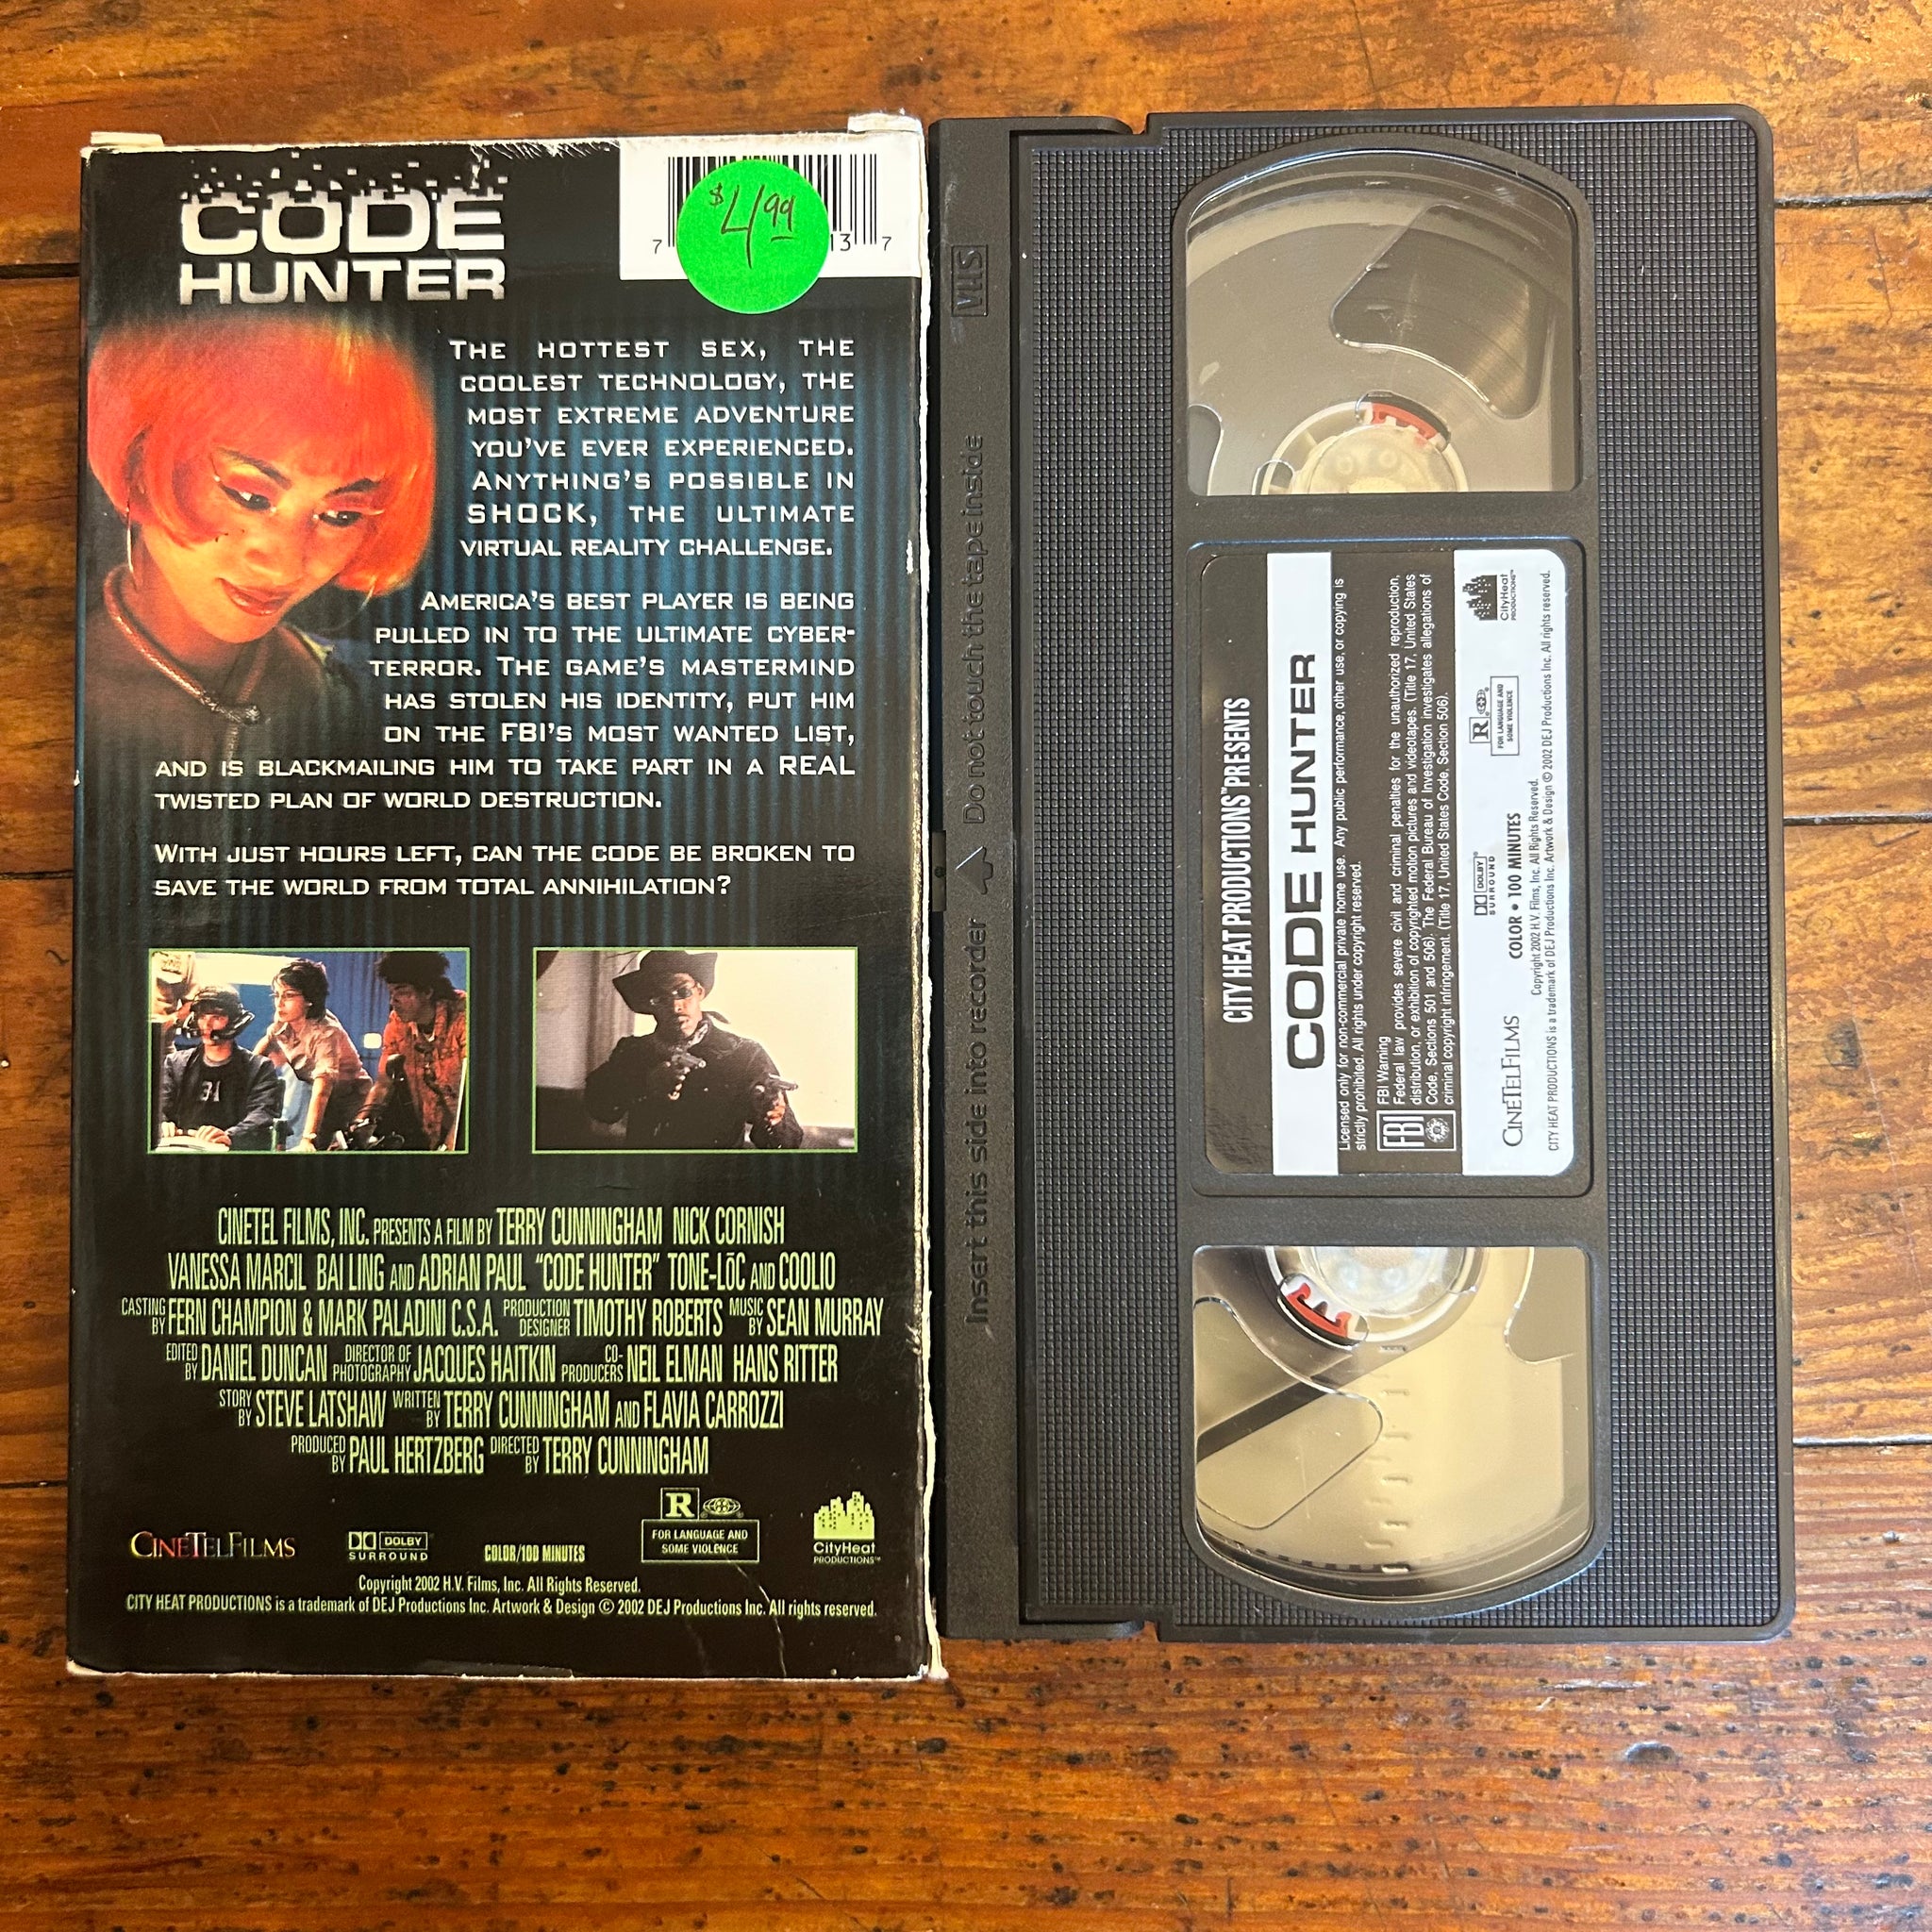 CODE
HUNTER
$4.99
7 13 7
THE HOTTEST SEX, THE
COOLEST TECHNOLOGY, THE
MOST EXTREME ADVENTURE
YOU'VE EVER EXPERIENCED.
ANYTHING'S POSSIBLE IN
SHOCK, THE ULTIMATE
VIRTUAL REALITY CHALLENGE.
AMERICA'S BEST PLAYER IS BEING
PULLED IN TO THE ULTIMATE CYBER-
TERROR. THE GAME'S MASTERMIND
HAS STOLEN HIS IDENTITY, PUT HIM
ON THE FBI'S MOST WANTED LIST,
AND IS BLACKMAILING HIM TO TAKE PART IN A REAL
TWISTED PLAN OF WORLD DESTRUCTION.
WITH JUST HOURS LEFT, CAN THE CODE BE BROKEN TO
SAVE THE WORLD FROM TOTAL ANNIHILATION?
31
CINETEL FILMS, INC. PRESENTS A FILM BY TERRY CUNNINGHAM NICK CORNISH
VANESSA MARCIL BAI LING AND ADRIAN PAUL "CODE HUNTER" TONE-LŌC AND COOLIO
CASTING BY FERN CHAMPION & MARK PALADINI C.S.A. PRODUCTION DESIGNER TIMOTHY ROBERTS MUSIC BY SEAN MURRAY
EDITED BY DANIEL DUNCAN DIRECTOR OF PHOTOGRAPHY JACQUES HAITKIN CO-PRODUCERS NEIL ELMAN HANS RITTER
STORY BY STEVE LATSHAW WRITTEN BY TERRY CUNNINGHAM AND FLAVIA CARROZZI
PRODUCED BY PAUL HERTZBERG DIRECTED BY TERRY CUNNINGHAM
CINETELFILMS
DOLBY
SURROUND
COLOR/100 MINUTES
R
FOR LANGUAGE AND
SOME VIOLENCE
CityHeat
PRODUCTIONS™
Copyright 2002 H.V. Films, Inc. All Rights Reserved.
CITY HEAT PRODUCTIONS is a trademark of DEJ Productions Inc. Artwork & Design © 2002 DEJ Productions Inc. All rights reserved.
VHS
Insert this side into recorder Do not touch the tape inside
CITY HEAT PRODUCTIONS™ PRESENTS
CODE HUNTER
Licensed only for non-commercial private home use. Any public performance, other use, or copying is
strictly prohibited. All rights under copyright reserved.
FBI
FBI Warning
Federal law provides severe civil and criminal penalties for the unauthorized reproduction,
distribution, or exhibition of copyrighted motion pictures and videotapes. (Title 17, United States
Code, Sections 501 and 506). The Federal Bureau of Investigation investigates allegations of
criminal copyright infringement. (Title 17, United States Code, Section 506).
CINETELFILMS
DOLBY
SURROUND
R
FOR LANGUAGE AND
SOME VIOLENCE
CityHeat
PRODUCTIONS™
COLOR • 100 MINUTES
Copyright 2002 H.V. Films, Inc. All Rights Reserved.
CITY HEAT PRODUCTIONS is a trademark of DEJ Productions Inc. Artwork & Design © 2002 DEJ Productions Inc. All rights reserved.